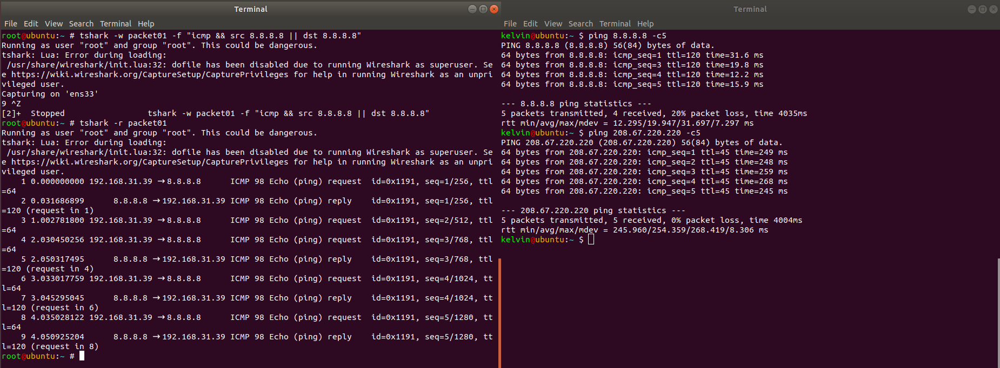 Terminal
File Edit View Search Terminal Help
root@ubuntu:~ # tshark -w packet01 -f "icmp && src 8.8.8.8 || dst 8.8.8.8"
Running as user "root" and group "root". This could be dangerous.
tshark: Lua: Error during loading:
 /usr/share/wireshark/init.lua:32: dofile has been disabled due to running Wireshark as superuser. Se
e https://wiki.wireshark.org/CaptureSetup/CapturePrivileges for help in running Wireshark as an unpri
vileged user.
Capturing on 'ens33'
9 ^Z
[2]+  Stopped                 tshark -w packet01 -f "icmp && src 8.8.8.8 || dst 8.8.8.8"
root@ubuntu:~ # tshark -r packet01
Running as user "root" and group "root". This could be dangerous.
tshark: Lua: Error during loading:
 /usr/share/wireshark/init.lua:32: dofile has been disabled due to running Wireshark as superuser. Se
e https://wiki.wireshark.org/CaptureSetup/CapturePrivileges for help in running Wireshark as an unpri
vileged user.
    1 0.000000000 192.168.31.39 → 8.8.8.8      ICMP 98 Echo (ping) request  id=0x1191, seq=1/256, ttl
=64
    2 0.031686899      8.8.8.8 → 192.168.31.39 ICMP 98 Echo (ping) reply    id=0x1191, seq=1/256, ttl
=120 (request in 1)
    3 1.002781800 192.168.31.39 → 8.8.8.8      ICMP 98 Echo (ping) request  id=0x1191, seq=2/512, ttl
=64
    4 2.030450256 192.168.31.39 → 8.8.8.8      ICMP 98 Echo (ping) request  id=0x1191, seq=3/768, ttl
=64
    5 2.050317495      8.8.8.8 → 192.168.31.39 ICMP 98 Echo (ping) reply    id=0x1191, seq=3/768, ttl
=120 (request in 4)
    6 3.033017759 192.168.31.39 → 8.8.8.8      ICMP 98 Echo (ping) request  id=0x1191, seq=4/1024, tt
l=64
    7 3.045295045      8.8.8.8 → 192.168.31.39 ICMP 98 Echo (ping) reply    id=0x1191, seq=4/1024, tt
l=120 (request in 6)
    8 4.035028122 192.168.31.39 → 8.8.8.8      ICMP 98 Echo (ping) request  id=0x1191, seq=5/1280, tt
l=64
    9 4.050925204      8.8.8.8 → 192.168.31.39 ICMP 98 Echo (ping) reply    id=0x1191, seq=5/1280, tt
l=120 (request in 8)
root@ubuntu:~ #
Terminal
File Edit View Search Terminal Help
kelvin@ubuntu:~ $ ping 8.8.8.8 -c5
PING 8.8.8.8 (8.8.8.8) 56(84) bytes of data.
64 bytes from 8.8.8.8: icmp_seq=1 ttl=120 time=31.6 ms
64 bytes from 8.8.8.8: icmp_seq=3 ttl=120 time=19.8 ms
64 bytes from 8.8.8.8: icmp_seq=4 ttl=120 time=12.2 ms
64 bytes from 8.8.8.8: icmp_seq=5 ttl=120 time=15.9 ms
--- 8.8.8.8 ping statistics ---
5 packets transmitted, 4 received, 20% packet loss, time 4035ms
rtt min/avg/max/mdev = 12.295/19.947/31.697/7.297 ms
kelvin@ubuntu:~ $ ping 208.67.220.220 -c5
PING 208.67.220.220 (208.67.220.220) 56(84) bytes of data.
64 bytes from 208.67.220.220: icmp_seq=1 ttl=45 time=249 ms
64 bytes from 208.67.220.220: icmp_seq=2 ttl=45 time=248 ms
64 bytes from 208.67.220.220: icmp_seq=3 ttl=45 time=259 ms
64 bytes from 208.67.220.220: icmp_seq=4 ttl=45 time=268 ms
64 bytes from 208.67.220.220: icmp_seq=5 ttl=45 time=245 ms
--- 208.67.220.220 ping statistics ---
5 packets transmitted, 5 received, 0% packet loss, time 4004ms
rtt min/avg/max/mdev = 245.960/254.359/268.419/8.306 ms
kelvin@ubuntu:~ $